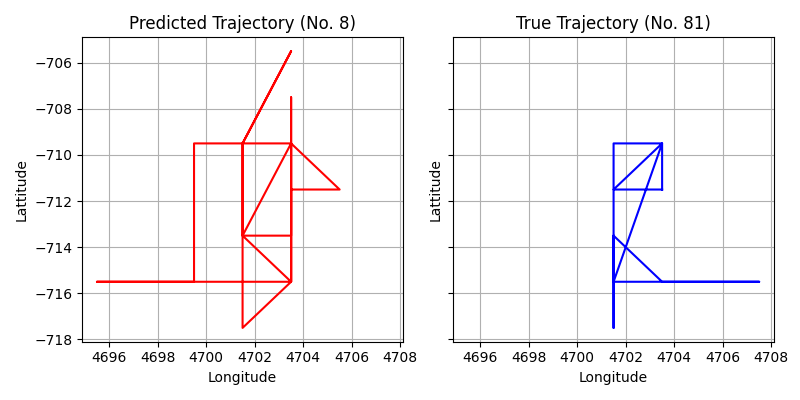 Predicted Trajectory (No. 8)
True Trajectory (No. 81)
−706
−708
−710
−712
−714
−716
−718
4696 4698 4700 4702 4704 4706 4708
4696 4698 4700 4702 4704 4706 4708
Lattitude
Lattitude
Longitude
Longitude